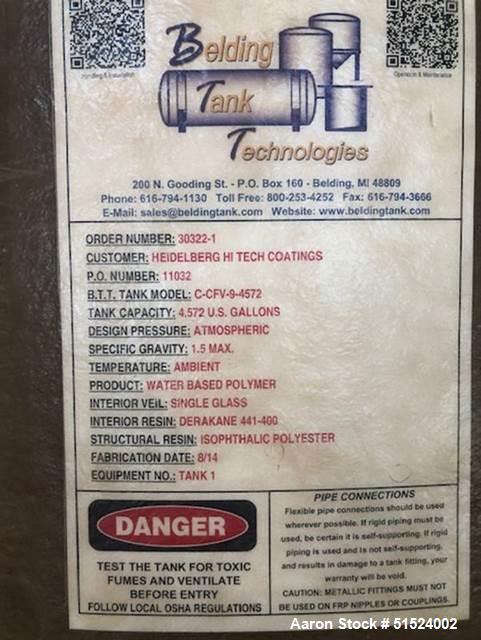 Handling & Installation
Operation & Maintenance
Belding
Tank
Technologies
200 N. Gooding St. - P.O. Box 160 - Belding, MI 48809
Phone: 616-794-1130 Toll Free: 800-253-4252 Fax: 616-794-3666
E-Mail: sales@beldingtank.com Website: www.beldingtank.com
ORDER NUMBER: 30322-1
CUSTOMER: HEIDELBERG HI TECH COATINGS
P.O. NUMBER: 11032
B.T.T. TANK MODEL: C-CFV-9-4572
TANK CAPACITY: 4,572 U.S. GALLONS
DESIGN PRESSURE: ATMOSPHERIC
SPECIFIC GRAVITY: 1.5 MAX.
TEMPERATURE: AMBIENT
PRODUCT: WATER BASED POLYMER
INTERIOR VEIL: SINGLE GLASS
INTERIOR RESIN: DERAKANE 441-400
STRUCTURAL RESIN: ISOPHTHALIC POLYESTER
FABRICATION DATE: 8/14
EQUIPMENT NO.: TANK 1
DANGER
TEST THE TANK FOR TOXIC
FUMES AND VENTILATE
BEFORE ENTRY
FOLLOW LOCAL OSHA REGULATIONS
PIPE CONNECTIONS
Flexible pipe connections should be used
wherever possible. If rigid piping must be
used, be certain it is self-supporting. If rigid
piping is used and is not self-supporting,
and results in damage to a tank fitting, your
warranty will be void.
CAUTION: METALLIC FITTINGS MUST NOT
BE USED ON FRP NIPPLES OR COUPLINGS.
Aaron Stock # 51524002